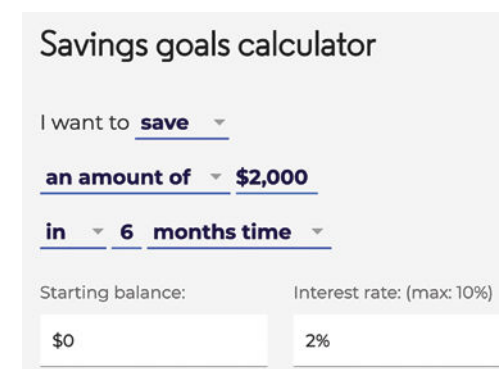 Savings goals calculator
I want to save
an amount of $2,000
in 6 months time
Starting balance: Interest rate: (max: 10%)
$0 2%